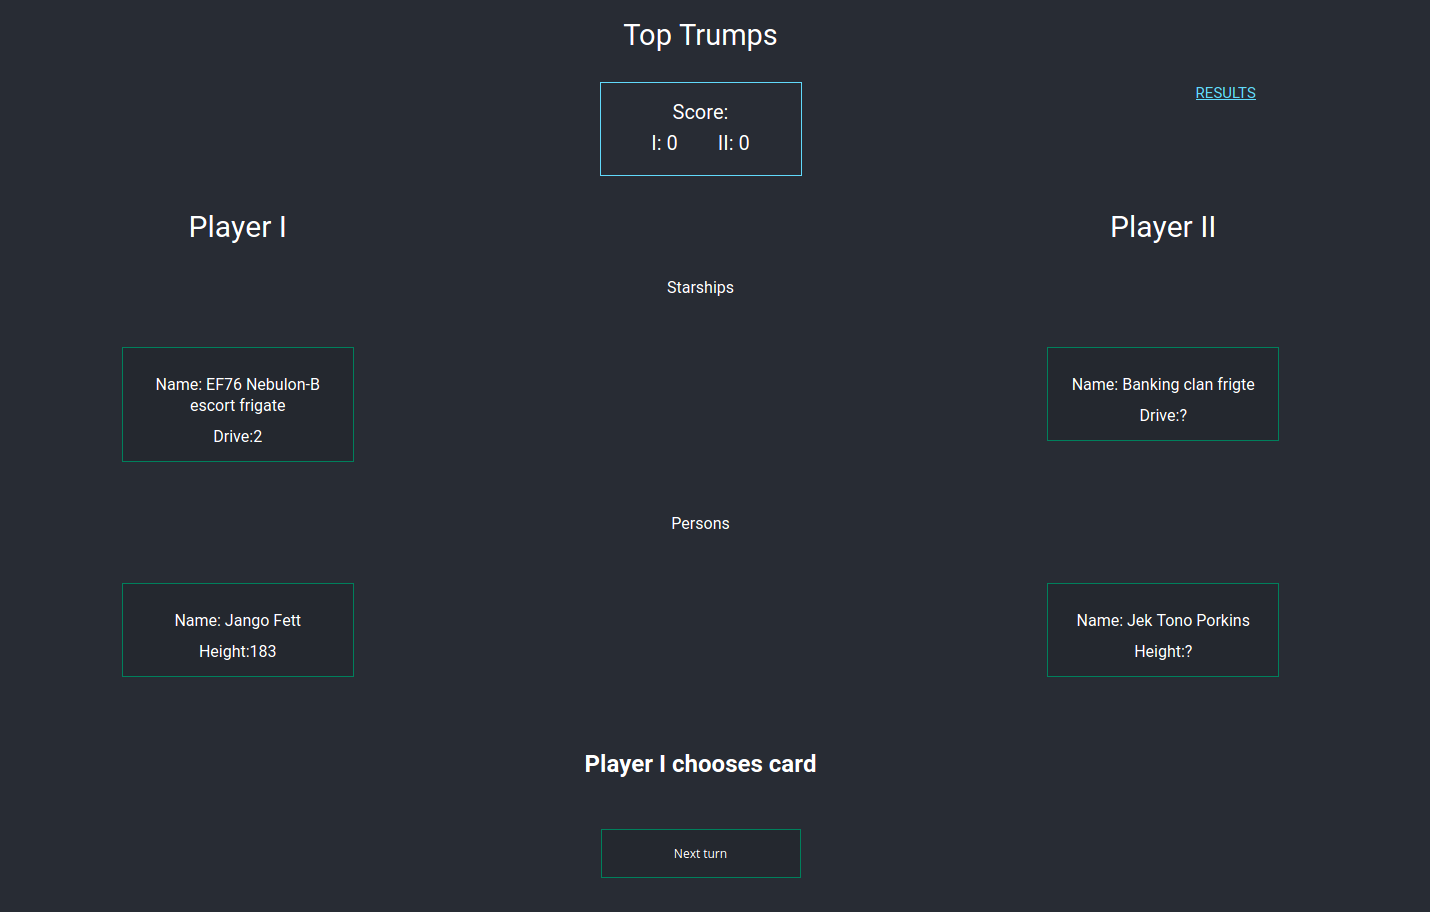 Top Trumps
RESULTS
Score:
I: 0 II: 0
Player I
Player II
Starships
Name: EF76 Nebulon-B
escort frigate
Drive:2
Name: Banking clan frigte
Drive:?
Persons
Name: Jango Fett
Height:183
Name: Jek Tono Porkins
Height:?
Player I chooses card
Next turn